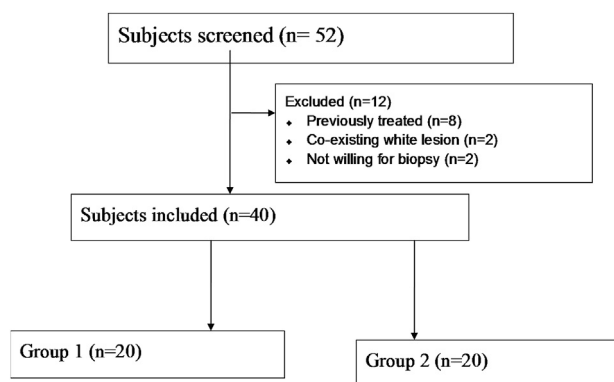 Subjects screened (n= 52)
Excluded (n=12)
◆ Previously treated (n=8)
◆ Co-existing white lesion (n=2)
◆ Not willing for biopsy (n=2)
Subjects included (n=40)
Group 1 (n=20)
Group 2 (n=20)